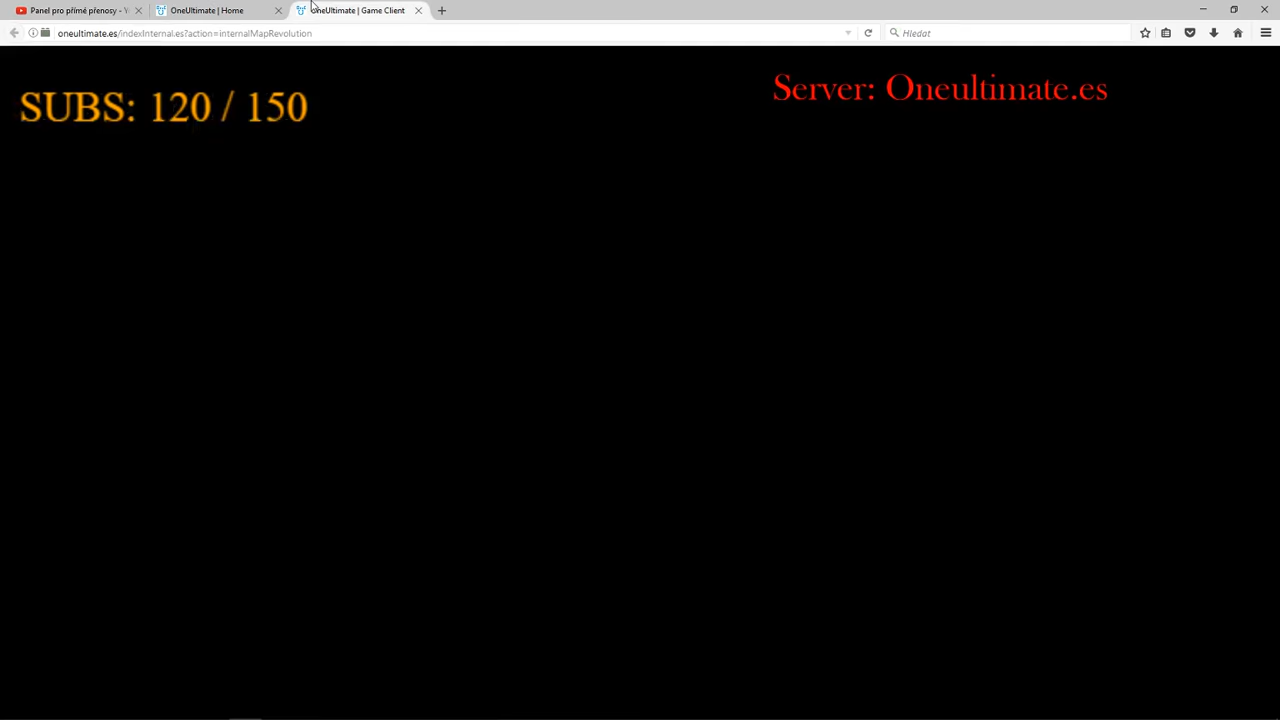 Panel pro přímé přenosy - Y
OneUltimate | Home
OneUltimate | Game Client
oneultimate.es/indexInternal.es?action=internalMapRevolution
Hledat
SUBS: 120 / 150
Server: Oneultimate.es